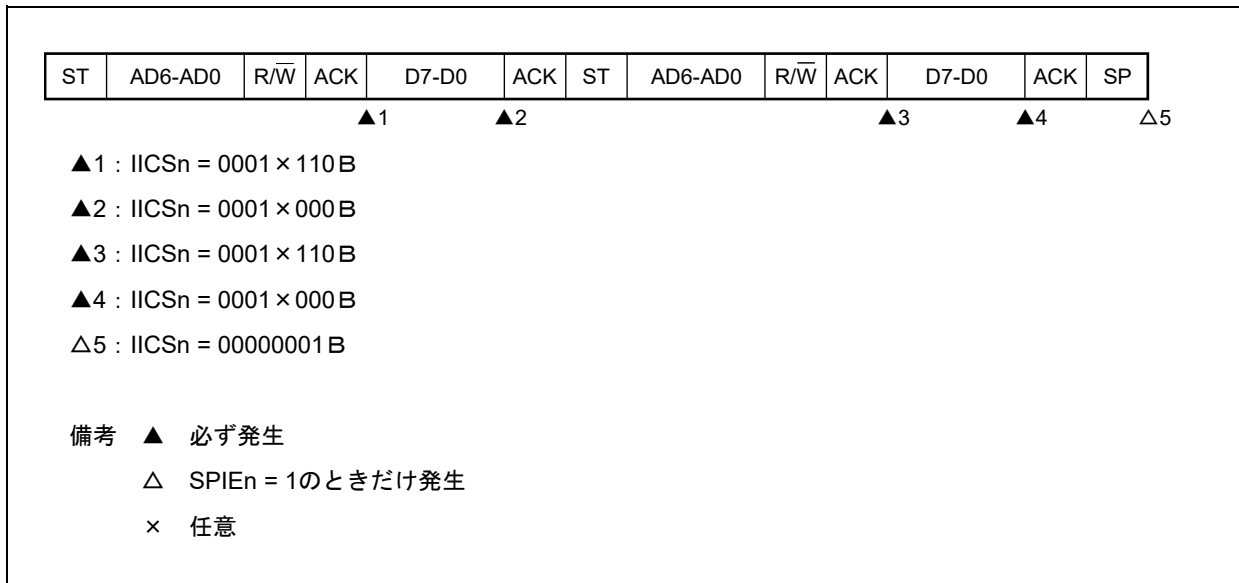 ST AD6-AD0 R/W̅ ACK D7-D0 ACK ST AD6-AD0 R/W̅ ACK D7-D0 ACK SP
▲1 ▲2 ▲3 ▲4 △5
▲1：IICSn = 0001×110B
▲2：IICSn = 0001×000B
▲3：IICSn = 0001×110B
▲4：IICSn = 0001×000B
△5：IICSn = 00000001B
備考 ▲ 必ず発生
△ SPIEn = 1のときだけ発生
× 任意